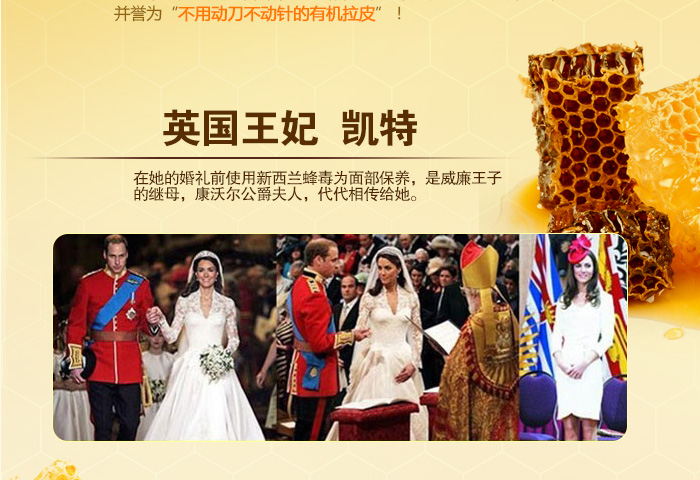 并誉为“不用动刀不动针的有机拉皮”！
英国王妃 凯特
在她的婚礼前使用新西兰蜂毒为面部保养，是威廉王子
的继母，康沃尔公爵夫人，代代相传给她。